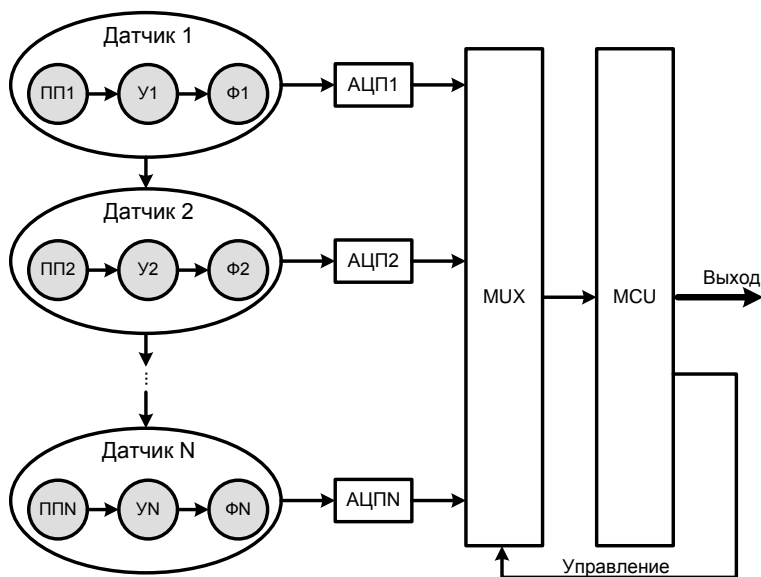 Датчик 1
ПП1
У1
Ф1
АЦП1
Датчик 2
ПП2
У2
Ф2
АЦП2
MUX
MCU
Выход
Датчик N
ППN
УN
ФN
АЦПN
Управление